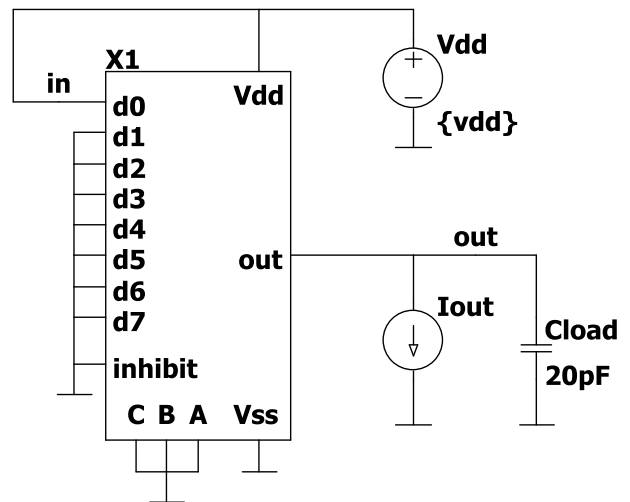 X1
Vdd
in
d0
Vdd
{vdd}
d1
d2
d3
d4
d5
out
out
d6
d7
Iout
Cload
20pF
inhibit
C B A Vss